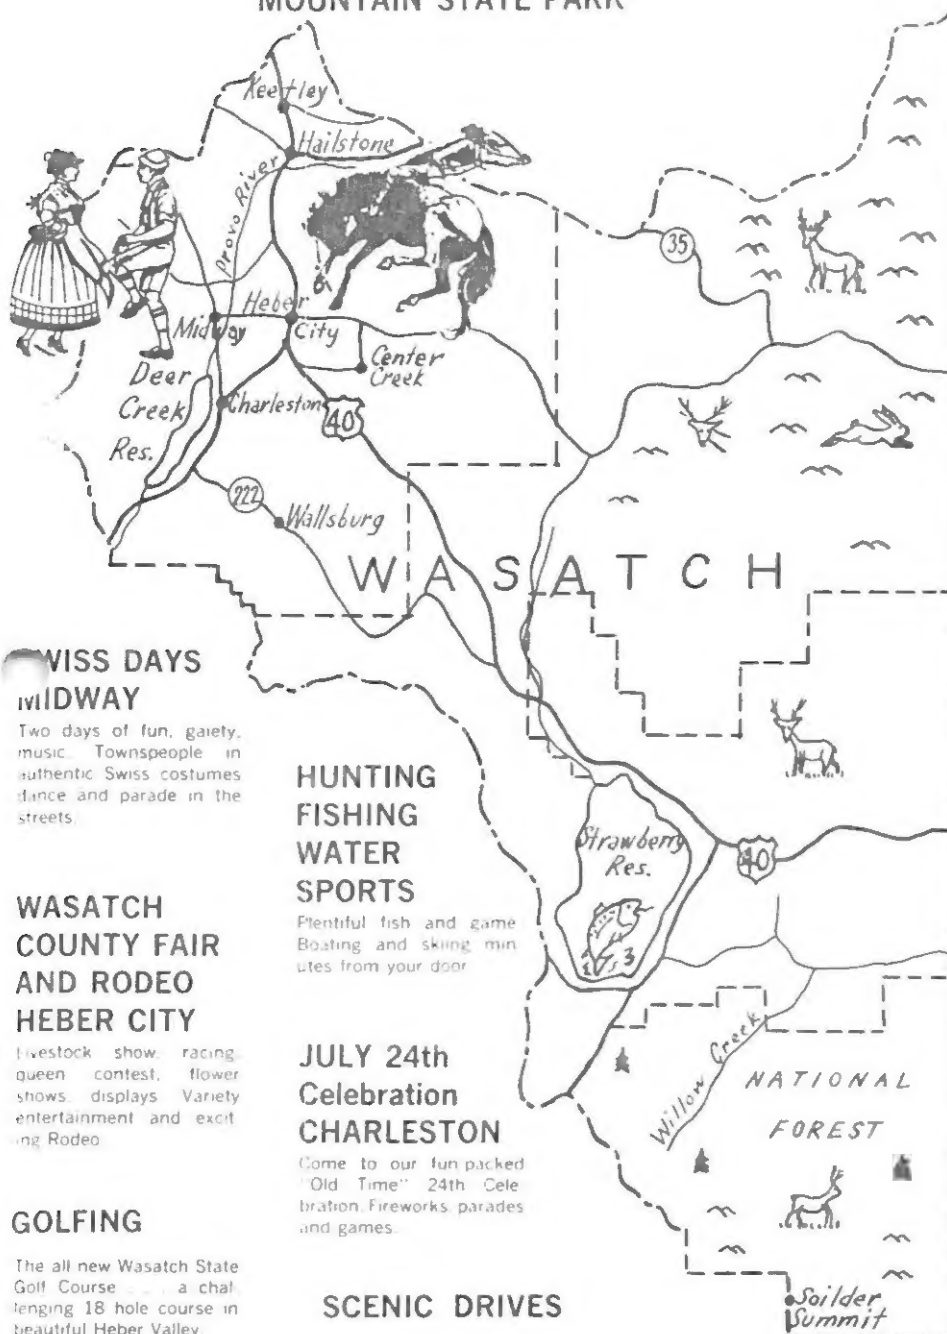 MOUNTAIN STATE PARK
Keetley
Hailstone
Provo River
35
Heber
City
Midway
Center
Creek
Deer
Creek
Res.
Charleston
40
222
Wallsburg
WASATCH
SWISS DAYS
MIDWAY
Two days of fun, gaiety,
music. Townspeople in
authentic Swiss costumes
dance and parade in the
streets.
HUNTING
FISHING
WATER
SPORTS
Plentiful fish and game
Boating and skiing min
utes from your door
Strawberry
Res.
40
WASATCH
COUNTY FAIR
AND RODEO
HEBER CITY
Livestock show, racing,
queen contest, flower
shows, displays Variety
entertainment and excit
ing Rodeo
JULY 24th
Celebration
CHARLESTON
Come to our fun packed
"Old Time" 24th Cele
bration. Fireworks, parades
and games.
Willow Creek
NATIONAL
FOREST
GOLFING
The all new Wasatch State
Golf Course . . . a chal
lenging 18 hole course in
beautiful Heber Valley.
SCENIC DRIVES
Soilder
Summit